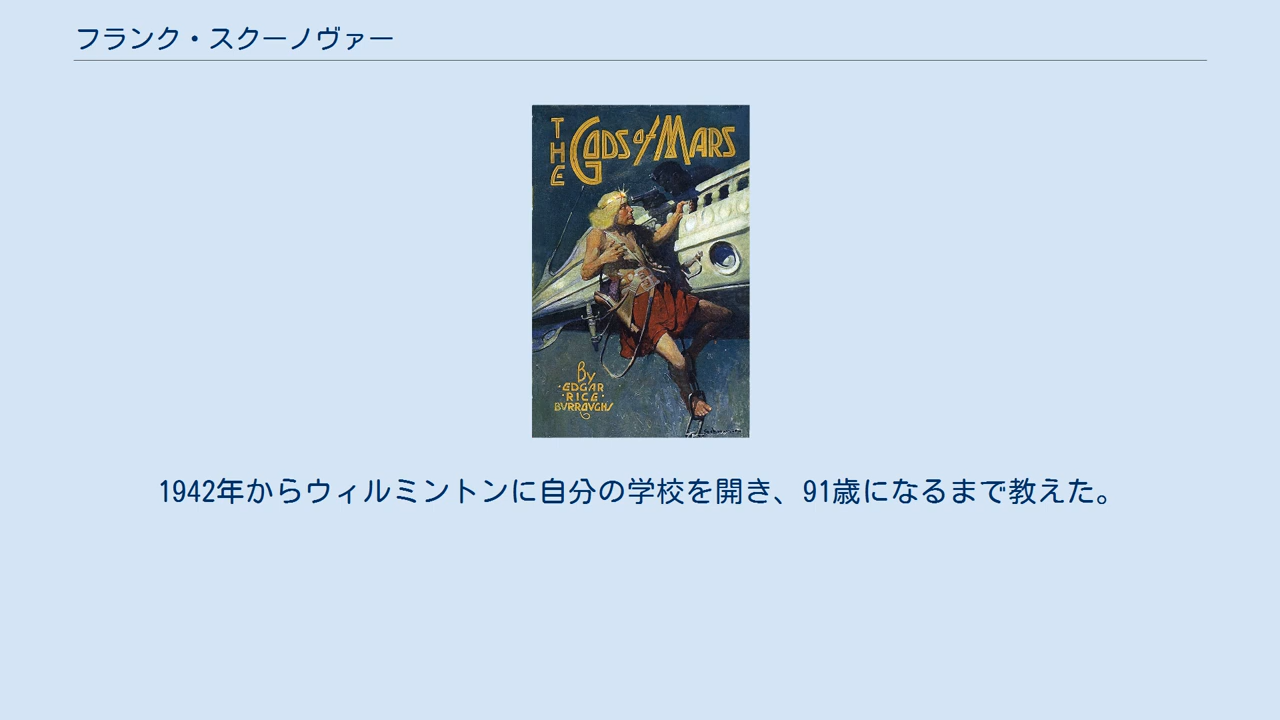 フランク・スクーノヴァー
THE
GODS of MARS
By
EDGAR
RICE
BURROUGHS
1942年からウィルミントンに自分の学校を開き、91歳になるまで教えた。